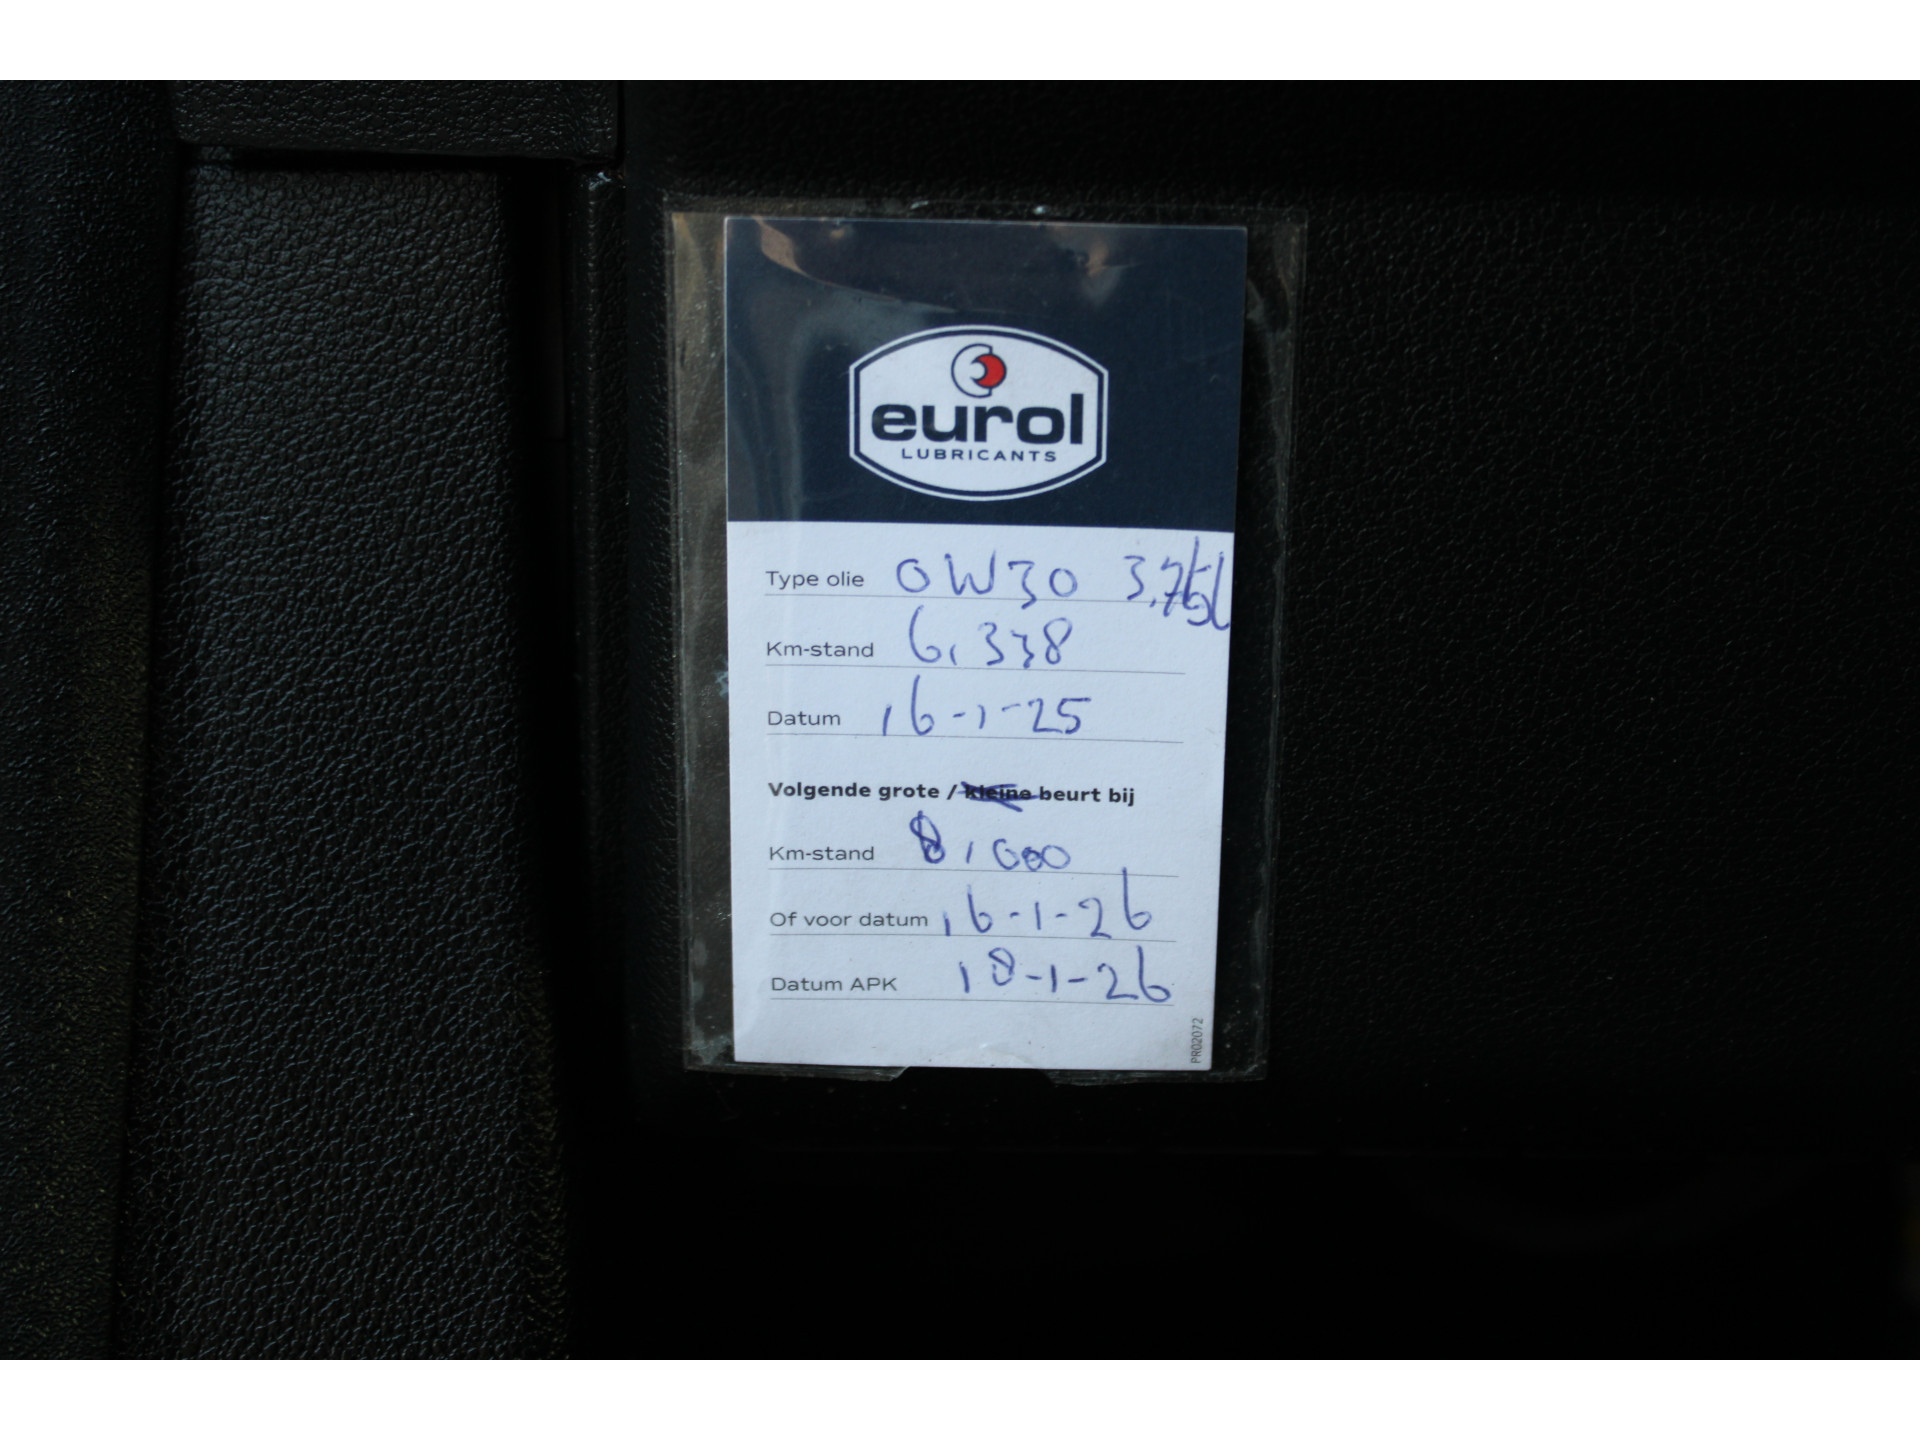 eurol
LUBRICANTS
Type olie 0W30 3,75L
Km-stand 6,338
Datum 16-1-25
Volgende grote / kleine beurt bij
Km-stand 8,000
Of voor datum 16-1-26
Datum APK 18-1-26
PR02072